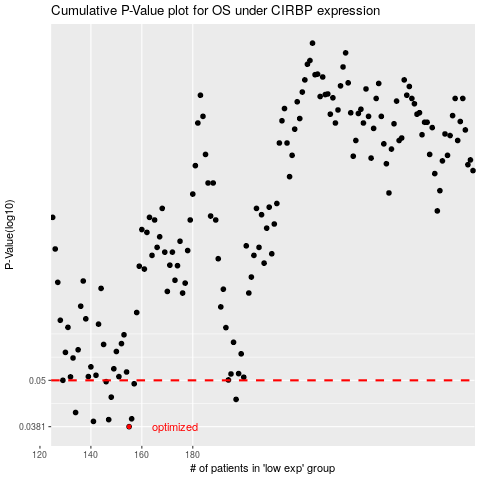 Cumulative P-Value plot for OS under CIRBP expression
P-Value(log10)
0.05
0.0381
optimized
120 140 160 180
# of patients in 'low exp' group